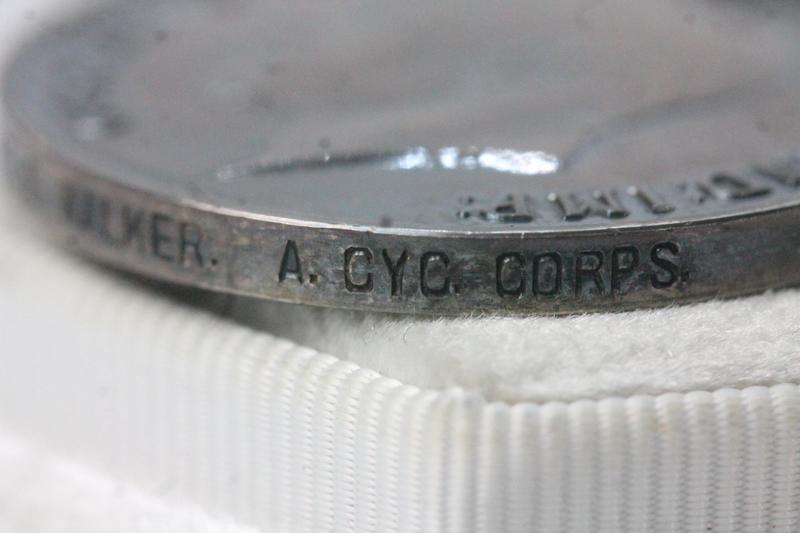 WALKER. A. CYC. CORPS.